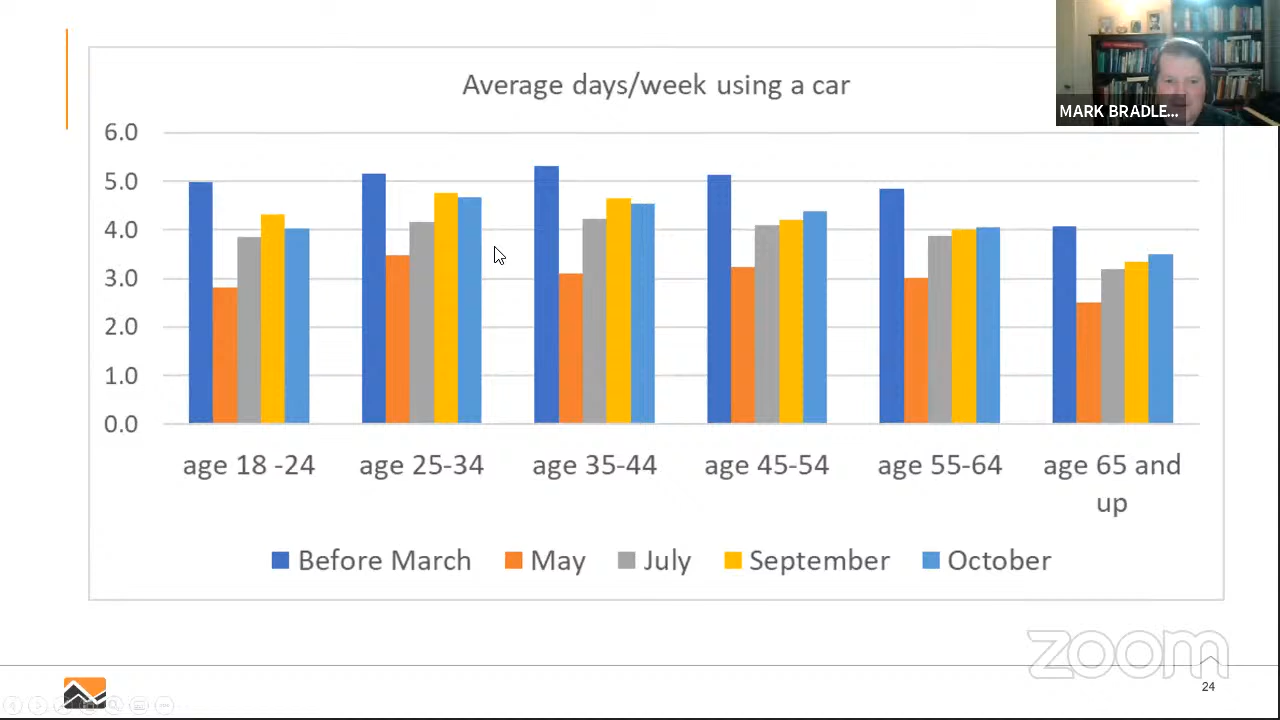 Average days/week using a car
MARK BRADLE...
6.0
5.0
4.0
3.0
2.0
1.0
0.0
age 18 -24
age 25-34
age 35-44
age 45-54
age 55-64
age 65 and
up
Before March
May
July
September
October
zoom
24